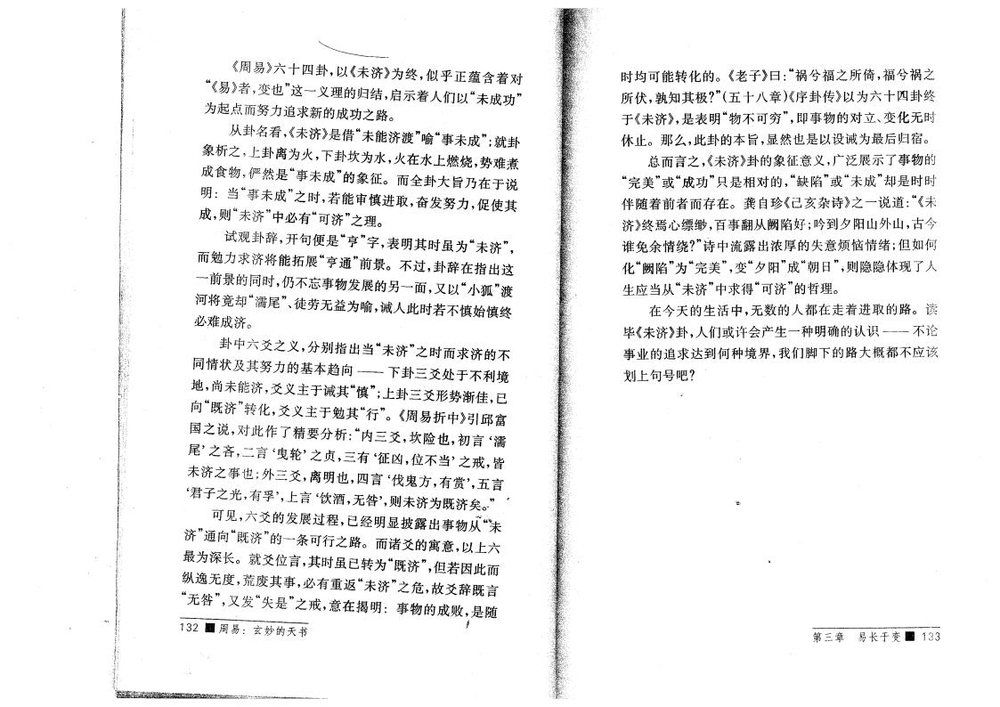 《周易》六十四卦,以《未济》为终,似乎正蕴含着对
“《易》者,变也”这一义理的归结,启示着人们以“未成功”
为起点而努力追求新的成功之路。
从卦名看,《未济》是借“未能济渡”喻“事未成”;就卦
象析之,上卦离为火,下卦坎为水,火在水上燃烧,势难煮
成食物,俨然是“事未成”的象征。而全卦大旨乃在于说
明:当“事未成”之时,若能审慎进取,奋发努力,促使其
成,则“未济”中必有“可济”之理。
试观卦辞,开句便是“亨”字,表明其时虽为“未济”,
而勉力求济将能拓展“亨通”前景。不过,卦辞在指出这
一前景的同时,仍不忘事物发展的另一面,又以“小狐”渡
河将竟却“濡尾”、徒劳无益为喻,诫人此时若不慎始慎终
必难成济。
卦中六爻之义,分别指出当“未济”之时而求济的不
同情状及其努力的基本趋向——下卦三爻处于不利境
地,尚未能济,爻义主于诫其“慎”;上卦三爻形势渐佳,已
向“既济”转化,爻义主于勉其“行”。《周易折中》引邱富
国之说,对此作了精要分析:“内三爻,坎险也,初言‘濡
尾’之吝,二言‘曳轮’之贞,三有‘征凶,位不当’之戒,皆
未济之事也;外三爻,离明也,四言‘伐鬼方,有赏’,五言
‘君子之光,有孚’,上言‘饮酒,无咎’,则未济为既济矣。”
可见,六爻的发展过程,已经明显披露出事物从“未
济”通向“既济”的一条可行之路。而诸爻的寓意,以上六
最为深长。就爻位言,其时虽已转为“既济”,但若因此而
纵逸无度,荒废其事,必有重返“未济”之危,故爻辞既言
“无咎”,又发“失是”之戒,意在揭明:事物的成败,是随
132 ■ 周易:玄妙的天书
时均可能转化的。《老子》曰:“祸兮福之所倚,福兮祸之
所伏,孰知其极?”(五十八章)《序卦传》以为六十四卦终
于《未济》,是表明“物不可穷”,即事物的对立、变化无时
休止。那么,此卦的本旨,显然也是以设诫为最后归宿。
总而言之,《未济》卦的象征意义,广泛展示了事物的
“完美”或“成功”只是相对的,“缺陷”或“未成”却是时时
伴随着前者而存在。龚自珍《己亥杂诗》之一说道:“《未
济》终焉心缥缈,百事翻从阙陷好;吟到夕阳山外山,古今
谁免余情绕?”诗中流露出浓厚的失意烦恼情绪;但如何
化“阙陷”为“完美”,变“夕阳”成“朝日”,则隐隐体现了人
生应当从“未济”中求得“可济”的哲理。
在今天的生活中,无数的人都在走着进取的路。读
毕《未济》卦,人们或许会产生一种明确的认识——不论
事业的追求达到何种境界,我们脚下的路大概都不应该
划上句号吧?
第三章 易长于变 ■ 133